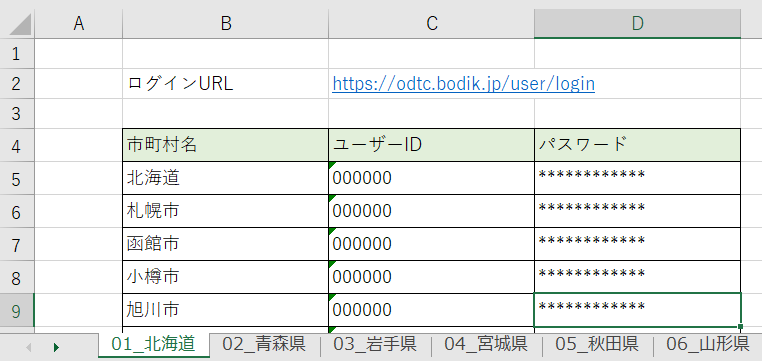 A B C D
1
2 ログインURL https://odtc.bodik.jp/user/login
3
4 市町村名 ユーザーID パスワード
5 北海道 000000 ************
6 札幌市 000000 ************
7 函館市 000000 ************
8 小樽市 000000 ************
9 旭川市 000000 ************
01_北海道 02_青森県 03_岩手県 04_宮城県 05_秋田県 06_山形県